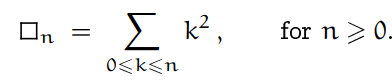 □ₙ = ∑ k², for n ⩾ 0.
0⩽k⩽n